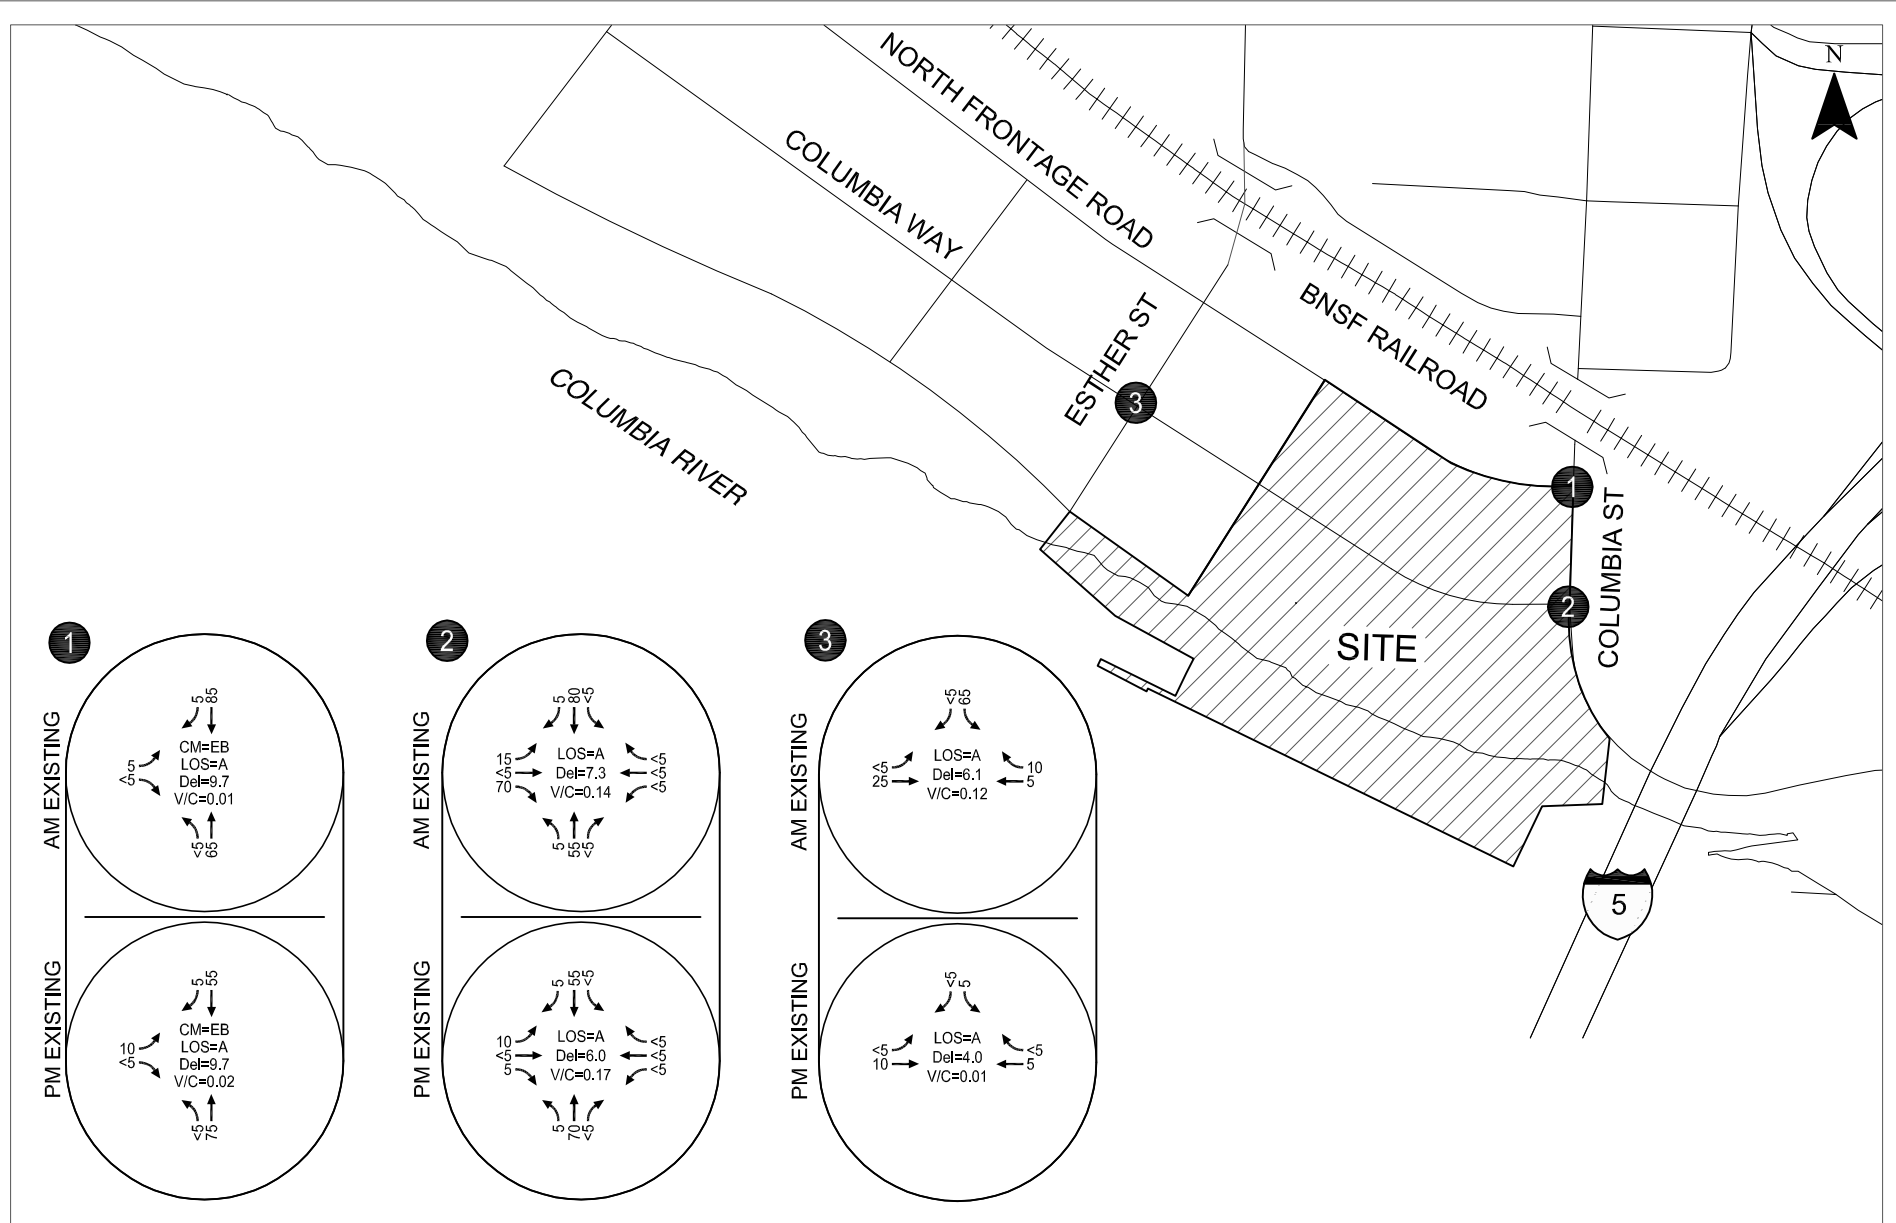 N
NORTH FRONTAGE ROAD
COLUMBIA WAY
BNSF RAILROAD
ESTHER ST
COLUMBIA RIVER
3
1
2
COLUMBIA ST
SITE
5
1
AM EXISTING
5 85
5
<5
CM=EB
LOS=A
Del=9.7
V/C=0.01
<5 65
PM EXISTING
5 55
10
<5
CM=EB
LOS=A
Del=9.7
V/C=0.02
<5 75
2
AM EXISTING
5 80 <5
15
<5
70
LOS=A
Del=7.3
V/C=0.14
<5
<5
<5
5 55 <5
PM EXISTING
5 55 <5
10
<5
5
LOS=A
Del=6.0
V/C=0.17
<5
<5
<5
5 70 <5
3
AM EXISTING
<5 65
<5
25
LOS=A
Del=6.1
V/C=0.12
10
5
PM EXISTING
<5 5
<5
10
LOS=A
Del=4.0
V/C=0.01
<5
5